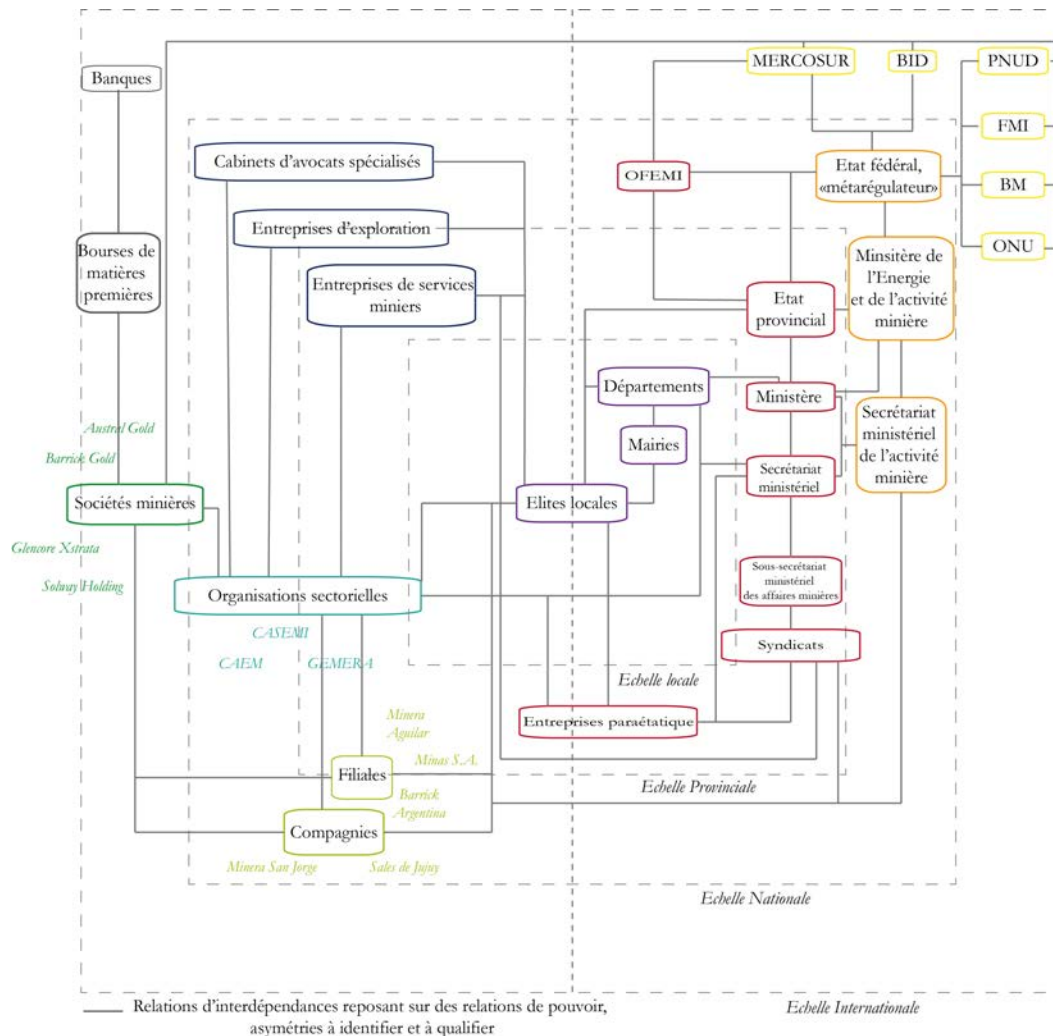 MERCOSUR
BID
PNUD
Banques
FMI
Cabinets d'avocats spécialisés
Etat fédéral,
«métarégulateur»
OFEMI
BM
Entreprises d'exploration
Bourses de
matières
premières
Minsitère de
l'Energie
et de l'activité
minière
ONU
Entreprises de services
miniers
Etat
provincial
Départements
Ministère
Secrétariat
ministériel
de l'activité
minière
Austral Gold
Mairies
Barrick Gold
Secrétariat
ministériel
Sociétés minières
Elites locales
Glencore Xstrata
Solway Holding
Sous-secrétariat
ministériel
des affaires minières
Organisations sectorielles
CASEMI
CAEM
GEMERA
Syndicats
Echelle locale
Minera
Aguilar
Entreprises paraétatique
Minas S.A.
Filiales
Echelle Provinciale
Barrick
Argentina
Compagnies
Minera San Jorge
Sales de Jujuy
Echelle Nationale
Relations d'interdépendances reposant sur des relations de pouvoir,
asymétries à identifier et à qualifier
Echelle Internationale